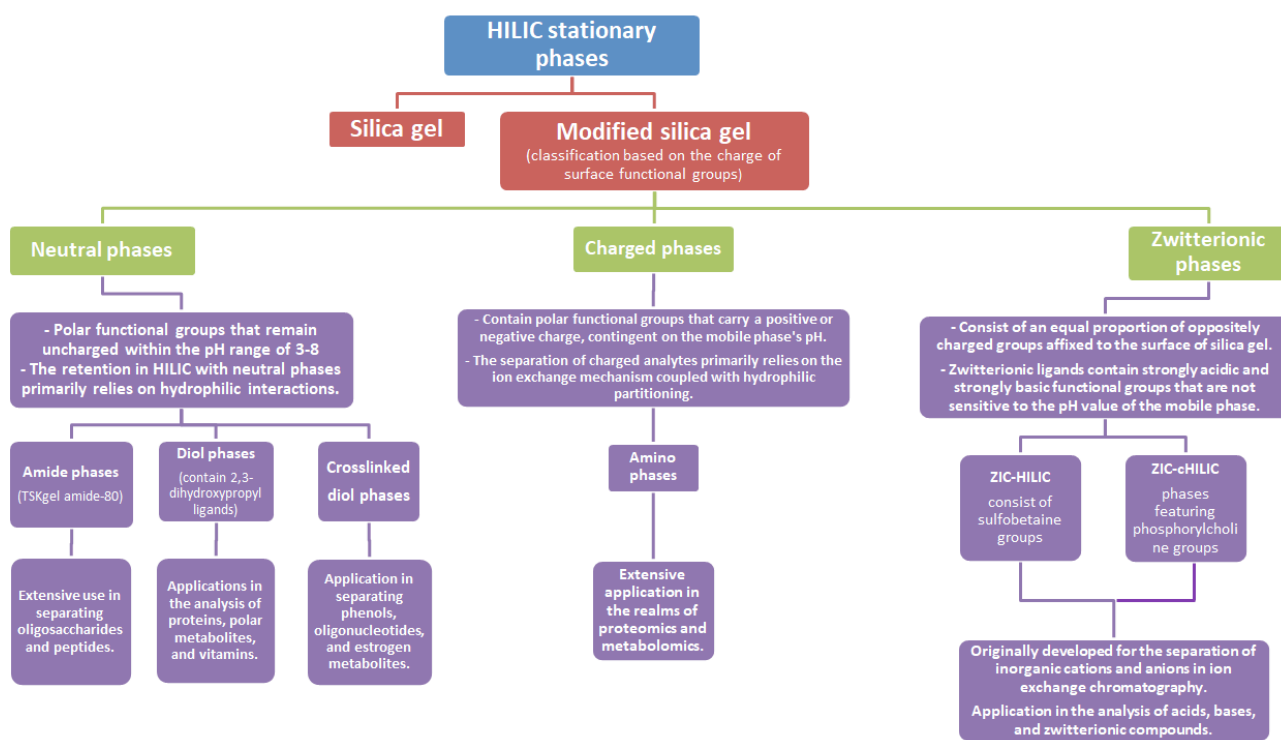 HILIC stationary
phases
Silica gel
Modified silica gel
(classification based on the charge of
surface functional groups)
Neutral phases
Charged phases
Zwitterionic
phases
- Polar functional groups that remain
uncharged within the pH range of 3-8
- The retention in HILIC with neutral phases
primarily relies on hydrophilic interactions.
- Contain polar functional groups that carry a positive or
negative charge, contingent on the mobile phase's pH.
- The separation of charged analytes primarily relies on the
ion exchange mechanism coupled with hydrophilic
partitioning.
- Consist of an equal proportion of oppositely
charged groups affixed to the surface of silica gel.
- Zwitterionic ligands contain strongly acidic and
strongly basic functional groups that are not
sensitive to the pH value of the mobile phase.
Amide phases
(TSKgel amide-80)
Diol phases
(contain 2,3-
dihydroxypropyl
ligands)
Crosslinked
diol phases
Amino
phases
ZIC-HILIC
consist of
sulfobetaine
groups
ZIC-cHILIC
phases
featuring
phosphorylcholi
ne groups
Extensive use in
separating
oligosaccharides
and peptides.
Applications in
the analysis of
proteins, polar
metabolites,
and vitamins.
Application in
separating
phenols,
oligonucleotides,
and estrogen
metabolites.
Extensive
application in
the realms of
proteomics and
metabolomics.
Originally developed for the separation of
inorganic cations and anions in ion
exchange chromatography.
Application in the analysis of acids, bases,
and zwitterionic compounds.